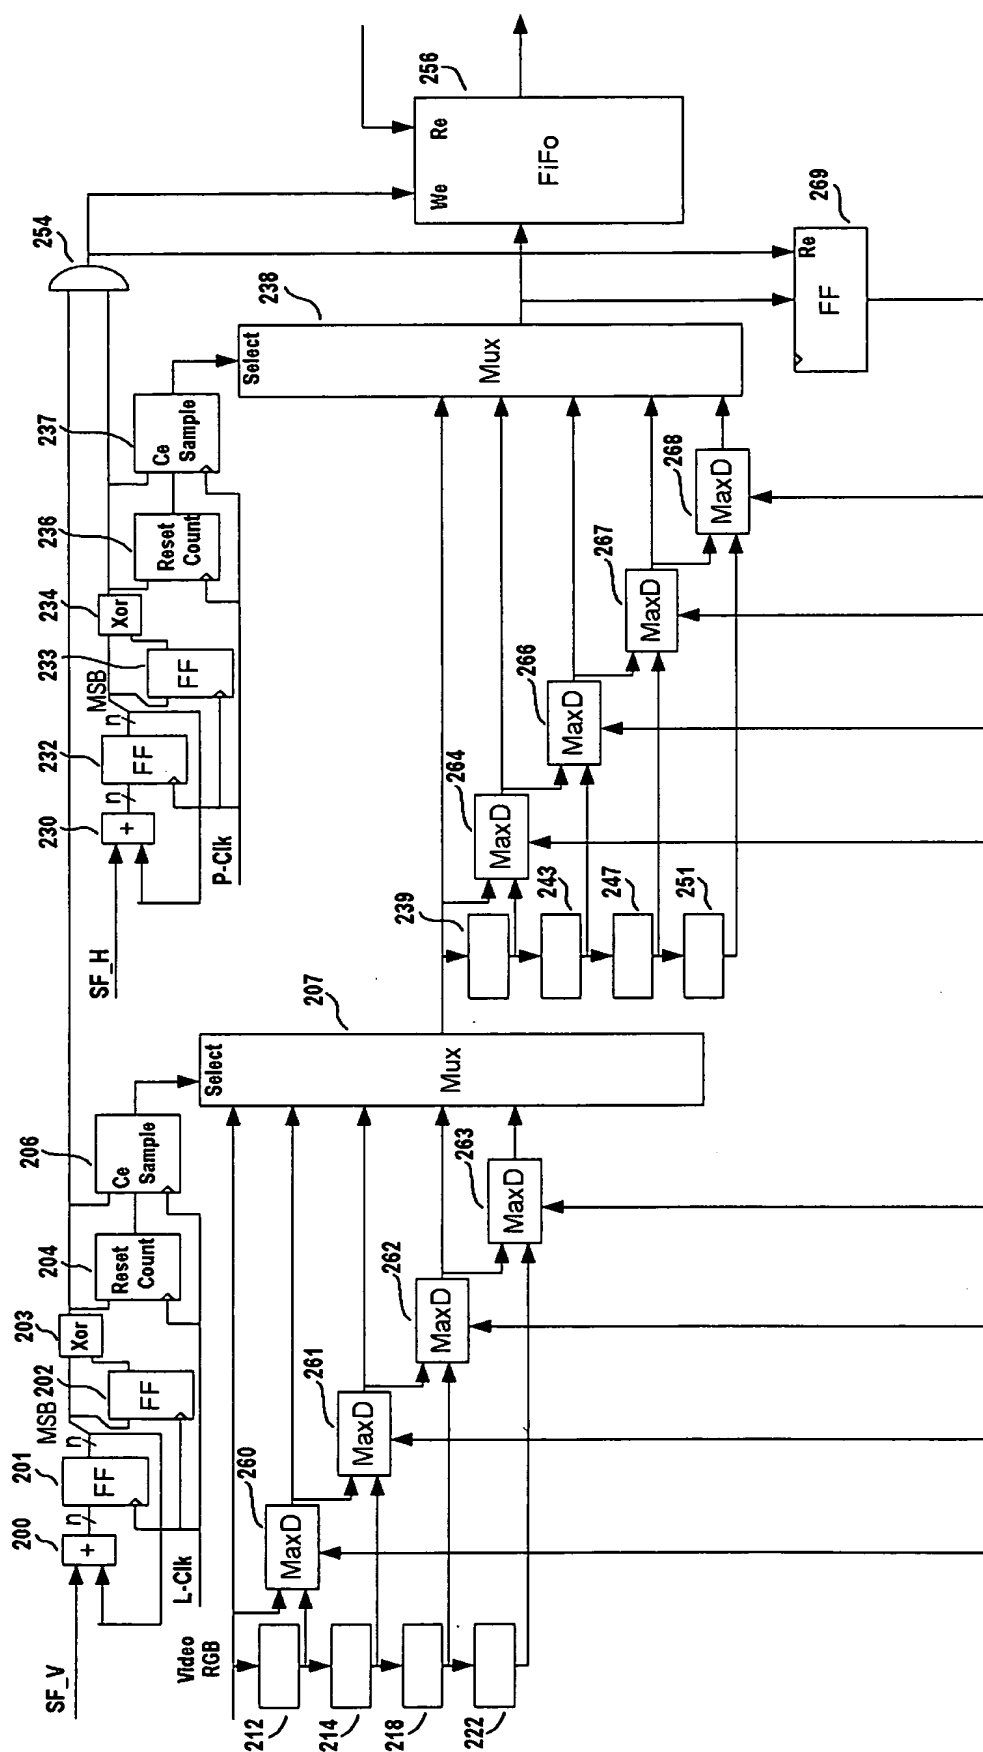 SF_V
200
+
n
201
FF
n
MSB
202
FF
203
Xor
204
Reset
Count
206
Ce
Sample
L-Clk
Video
RGB
212
214
218
222
260
MaxD
261
MaxD
262
MaxD
263
MaxD
Select
Mux
207
SF_H
230
+
n
232
FF
n
MSB
233
FF
234
Xor
236
Reset
Count
237
Ce
Sample
P-Clk
239
243
247
251
264
MaxD
266
MaxD
267
MaxD
268
MaxD
Select
Mux
238
254
We
Re
FiFo
256
Re
FF
269